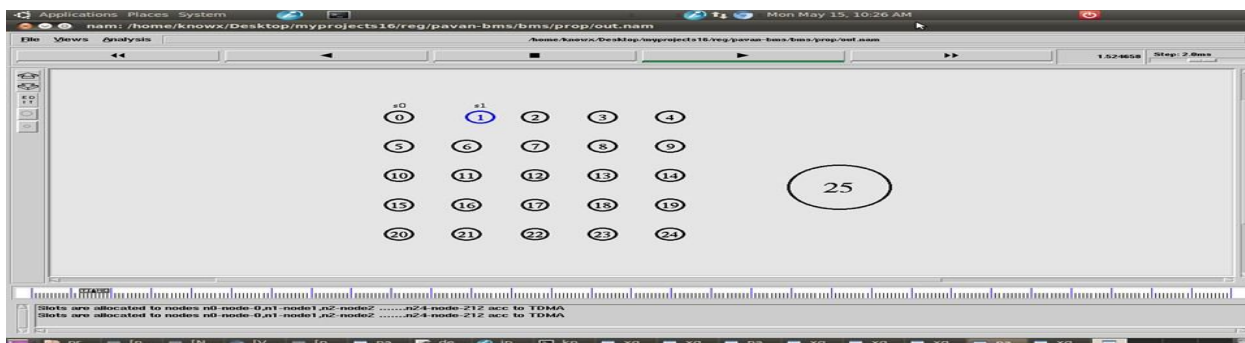 Applications Places System Mon May 15, 10:26 AM
nam: /home/knowx/Desktop/myprojects16/reg/pavan-bms/bms/prop/out.nam
File Views Analysis /home/knowx/Desktop/myprojects16/reg/pavan-bms/bms/prop/out.nam
1.524658 Step: 2.0ms
s0 s1
0 1 2 3 4
5 6 7 8 9
10 11 12 13 14
25
15 16 17 18 19
20 21 22 23 24
Slots are allocated to nodes n0-node-0,n1-node1,n2-node2 .......n24-node-212 acc to TDMA
Slots are allocated to nodes n0-node-0,n1-node1,n2-node2 .......n24-node-212 acc to TDMA